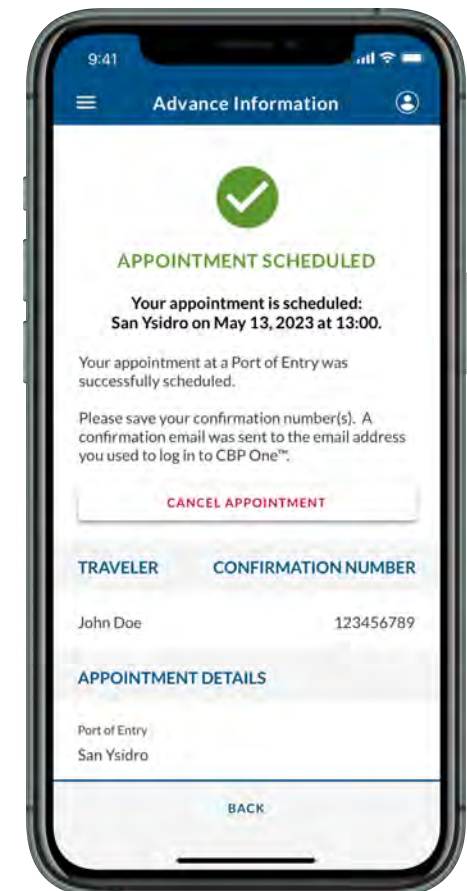 9:41
Advance Information
APPOINTMENT SCHEDULED
Your appointment is scheduled:
San Ysidro on May 13, 2023 at 13:00.
Your appointment at a Port of Entry was
successfully scheduled.
Please save your confirmation number(s). A
confirmation email was sent to the email address
you used to log in to CBP One™.
CANCEL APPOINTMENT
TRAVELER CONFIRMATION NUMBER
John Doe 123456789
APPOINTMENT DETAILS
Port of Entry
San Ysidro
BACK